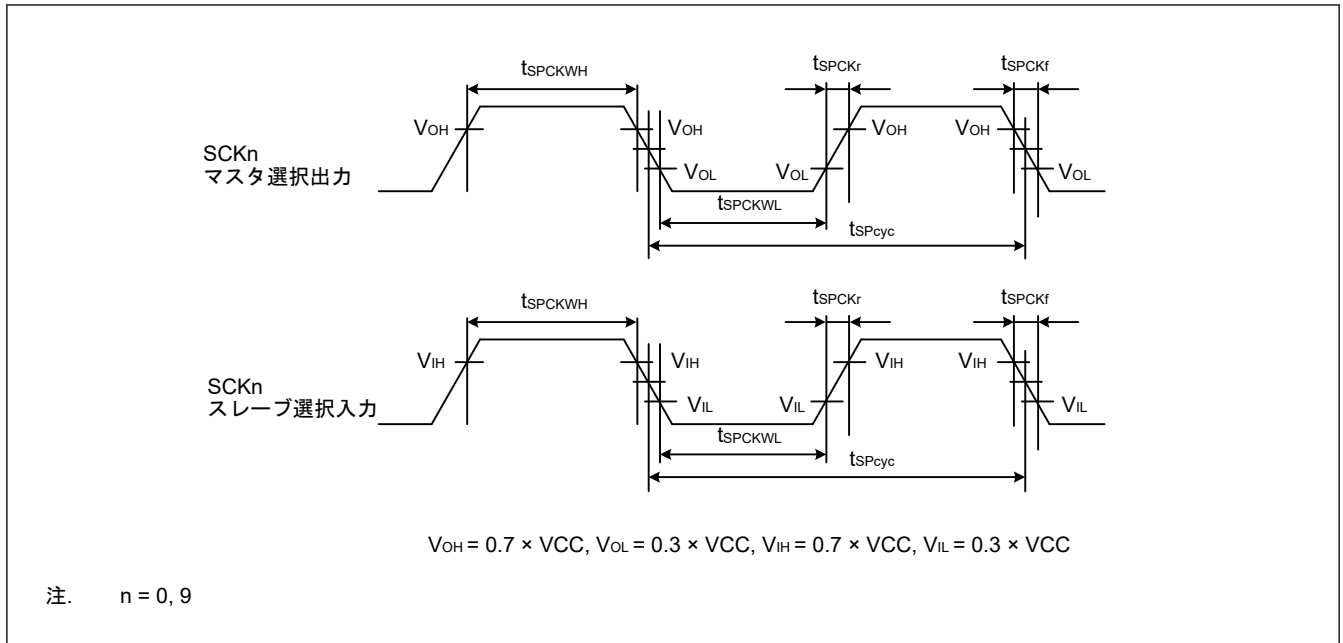 tSPCKWH tSPCKr tSPCKf
VOH VOH VOH VOH
SCKn
マスタ選択出力
VOL VOL VOL
tSPCKWL
tSPcyc
tSPCKWH tSPCKr tSPCKf
VIH VIH VIH VIH
SCKn
スレーブ選択入力
VIL VIL VIL
tSPCKWL
tSPcyc
VOH = 0.7 × VCC, VOL = 0.3 × VCC, VIH = 0.7 × VCC, VIL = 0.3 × VCC
注. n = 0, 9